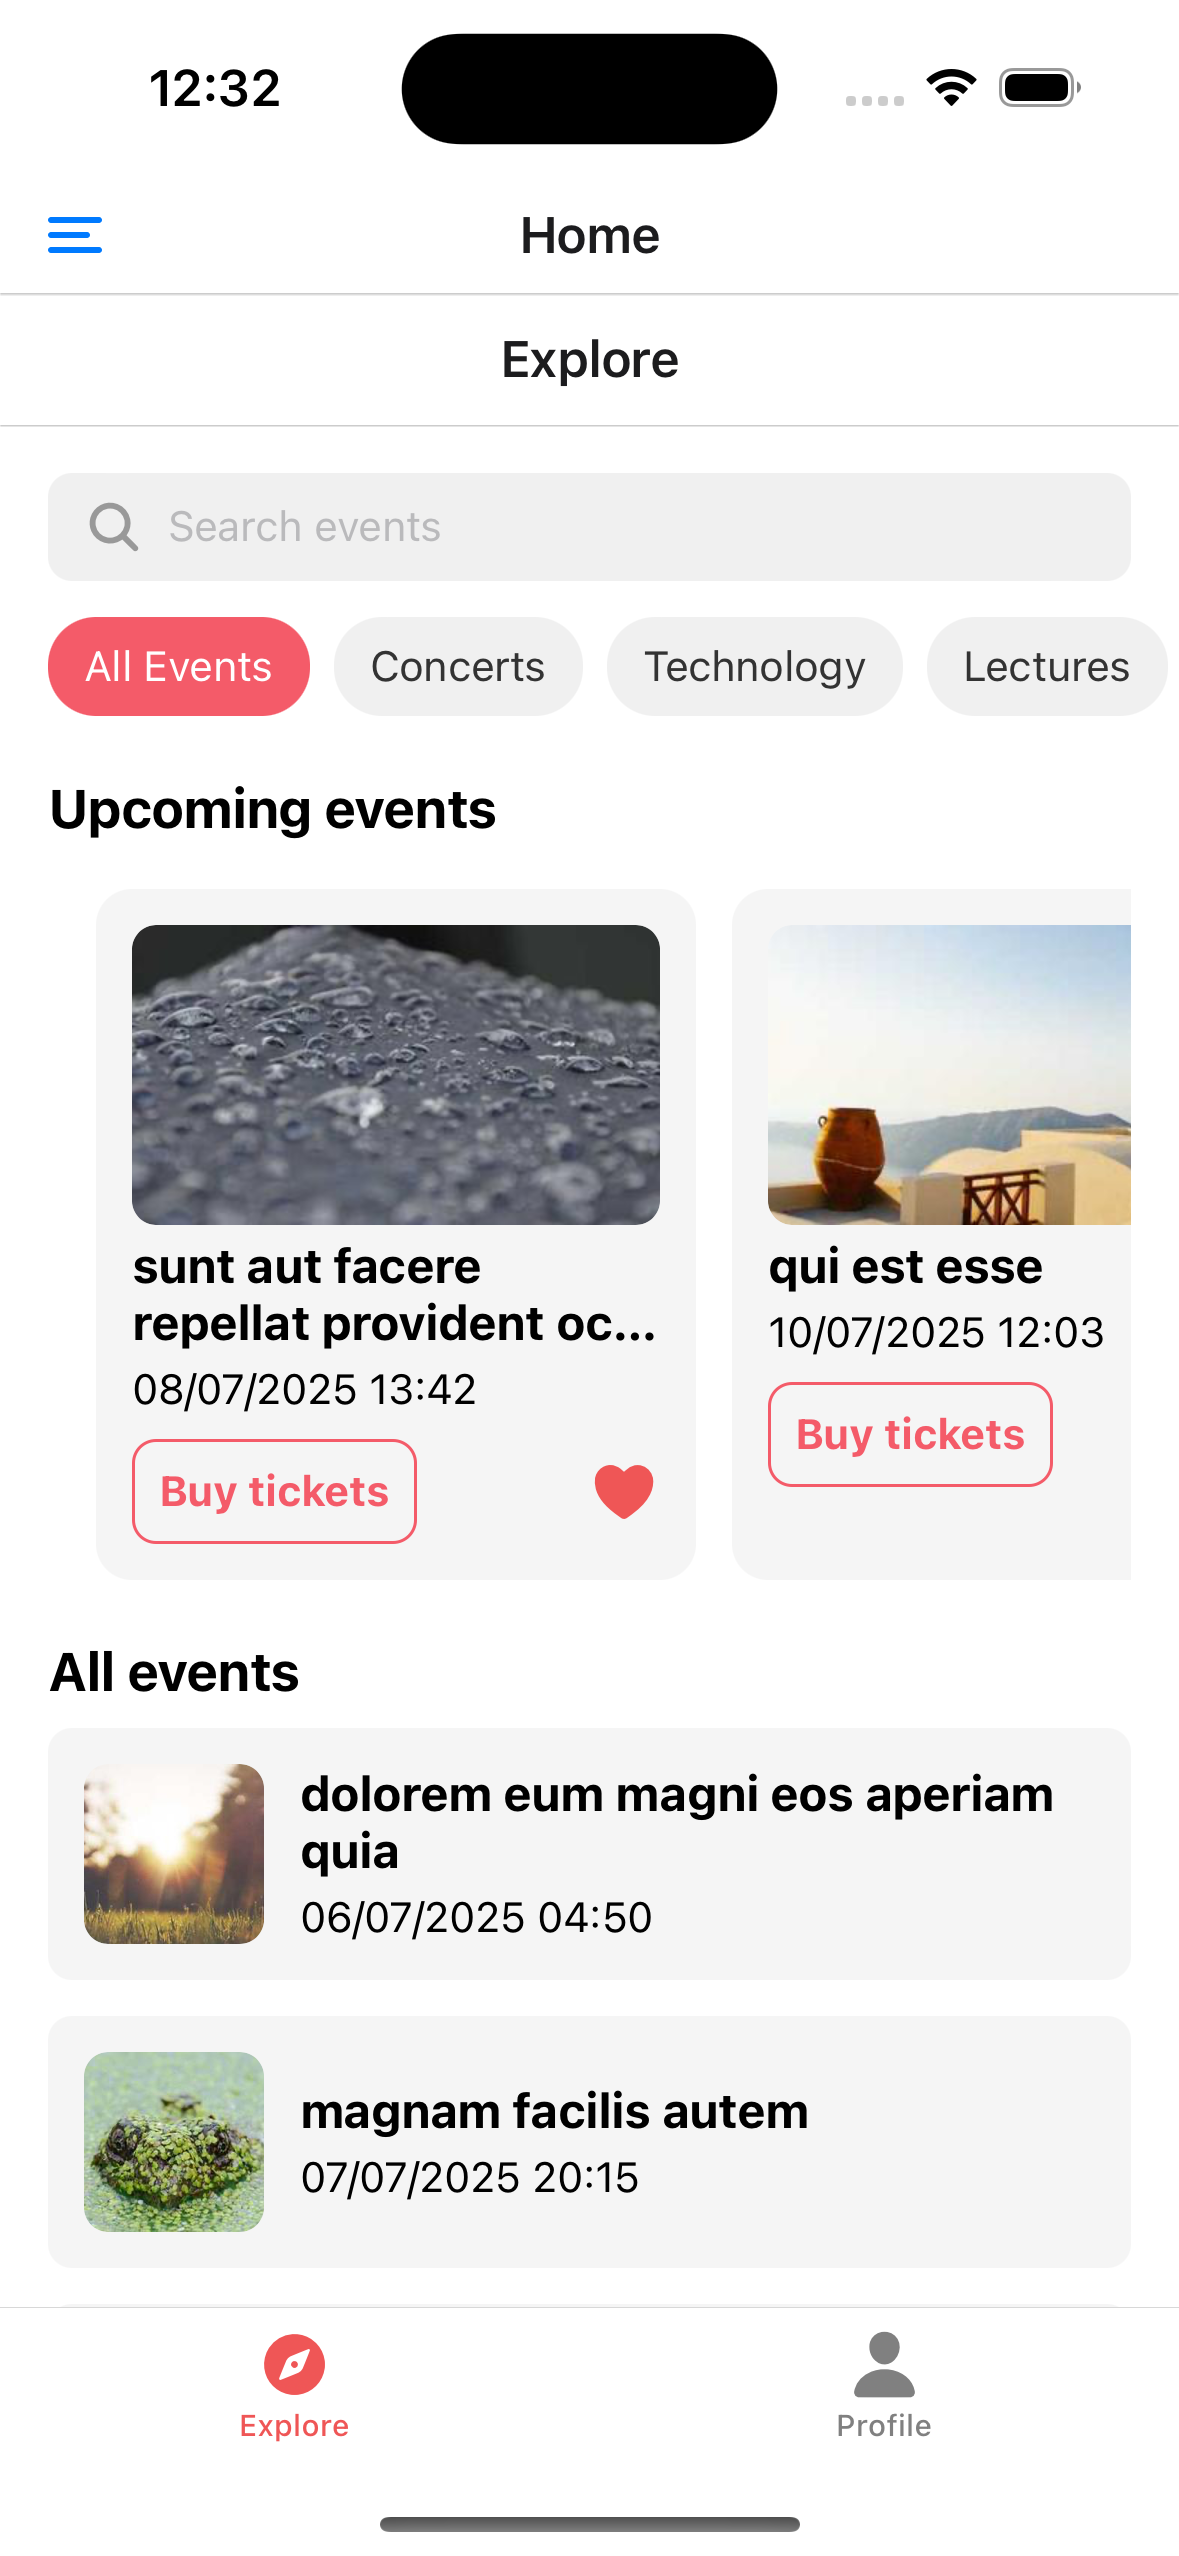 12:32
Home
Explore
Search events
All Events
Concerts
Technology
Lectures
Upcoming events
sunt aut facere
repellat provident oc...
08/07/2025 13:42
Buy tickets
qui est esse
10/07/2025 12:03
Buy tickets
All events
dolorem eum magni eos aperiam
quia
06/07/2025 04:50
magnam facilis autem
07/07/2025 20:15
Explore
Profile